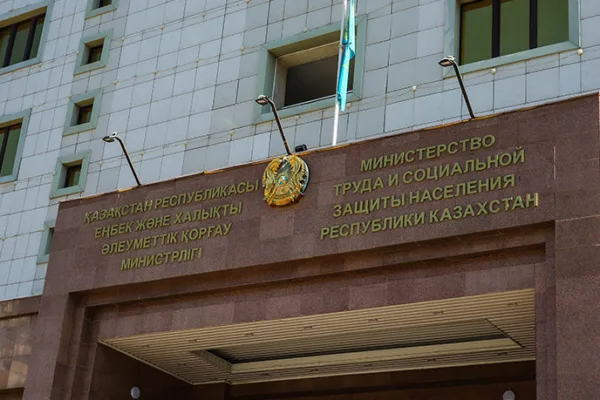 ҚАЗАҚСТАН РЕСПУБЛИКАСЫ
ЕҢБЕК ЖӘНЕ ХАЛЫҚТЫ
ӘЛЕУМЕТТІК ҚОРҒАУ
МИНИСТРЛІГІ
МИНИСТЕРСТВО
ТРУДА И СОЦИАЛЬНОЙ
ЗАЩИТЫ НАСЕЛЕНИЯ
РЕСПУБЛИКИ КАЗАХСТАН